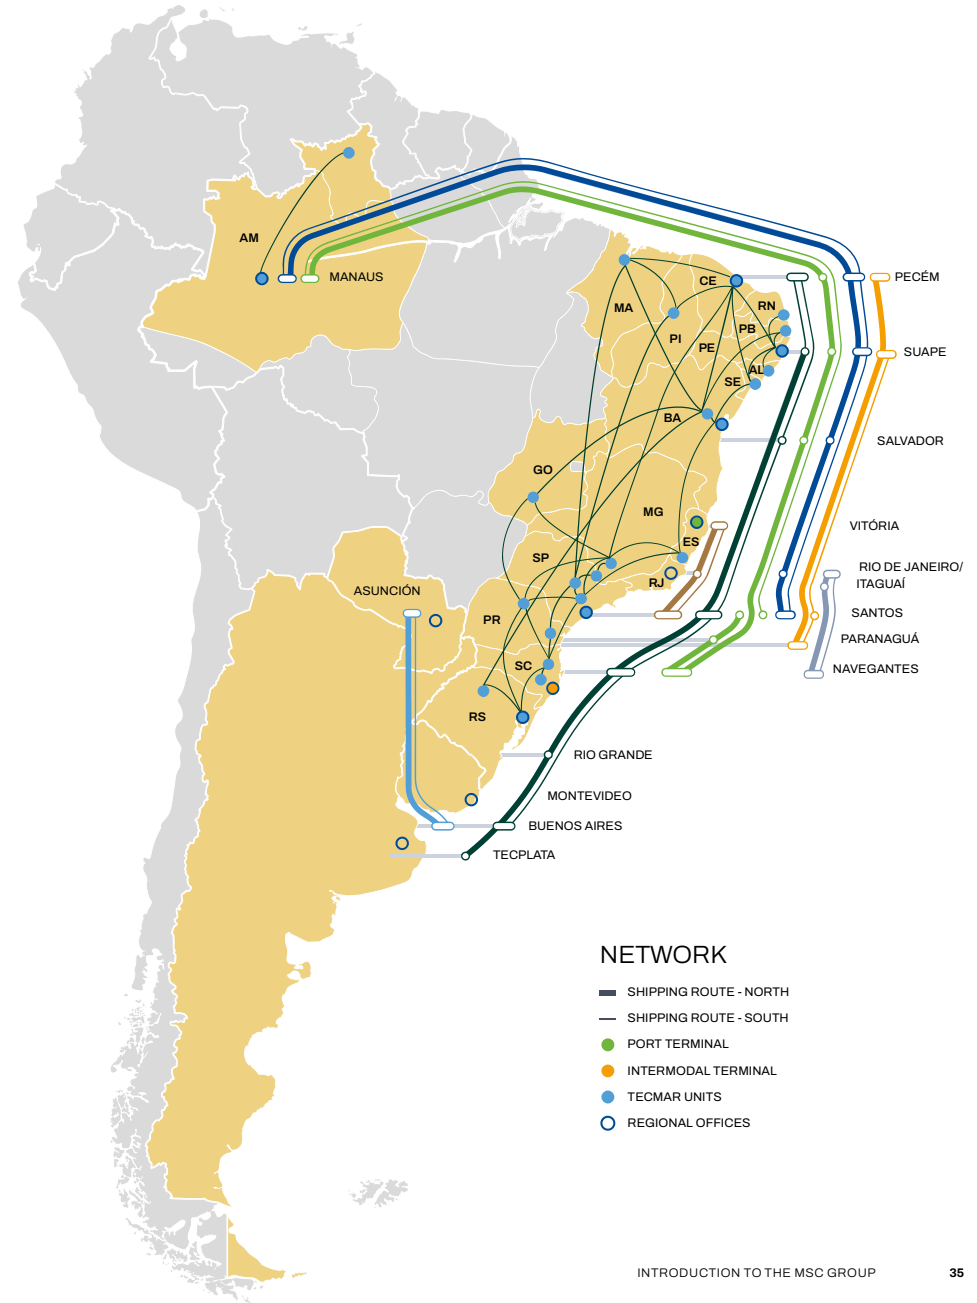 AM
MANAUS
CE
PECÉM
MA
RN
PB
PI
PE
SUAPE
AL
SE
BA
SALVADOR
GO
MG
VITÓRIA
ES
SP
RIO DE JANEIRO/
ITAGUAÍ
RJ
ASUNCIÓN
SANTOS
PR
PARANAGUÁ
SC
NAVEGANTES
RS
RIO GRANDE
MONTEVIDEO
BUENOS AIRES
TECPLATA
NETWORK
SHIPPING ROUTE - NORTH
SHIPPING ROUTE - SOUTH
PORT TERMINAL
INTERMODAL TERMINAL
TECMAR UNITS
REGIONAL OFFICES
INTRODUCTION TO THE MSC GROUP 35